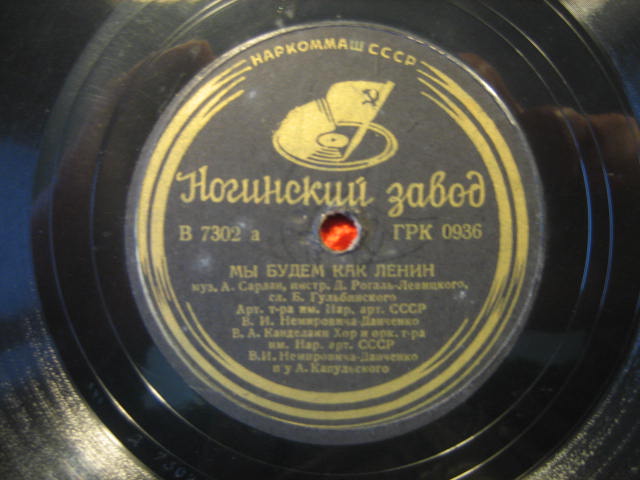 НАРКОММАШ СССР
Ногинский завод
В 7302 а ГРК 0936
МЫ БУДЕМ КАК ЛЕНИН
муз. А. Сардан, инстр. Д. Рогаль-Левицкого,
сл. Б. Гульбинского
Арт. т-ра им. Нар. арт. СССР
В. И. Немировича-Данченко
В. А. Канделаки Хор и орк. т-ра
им. Нар. арт. СССР
В.И. Немировича-Данченко
п/у А. Капульского